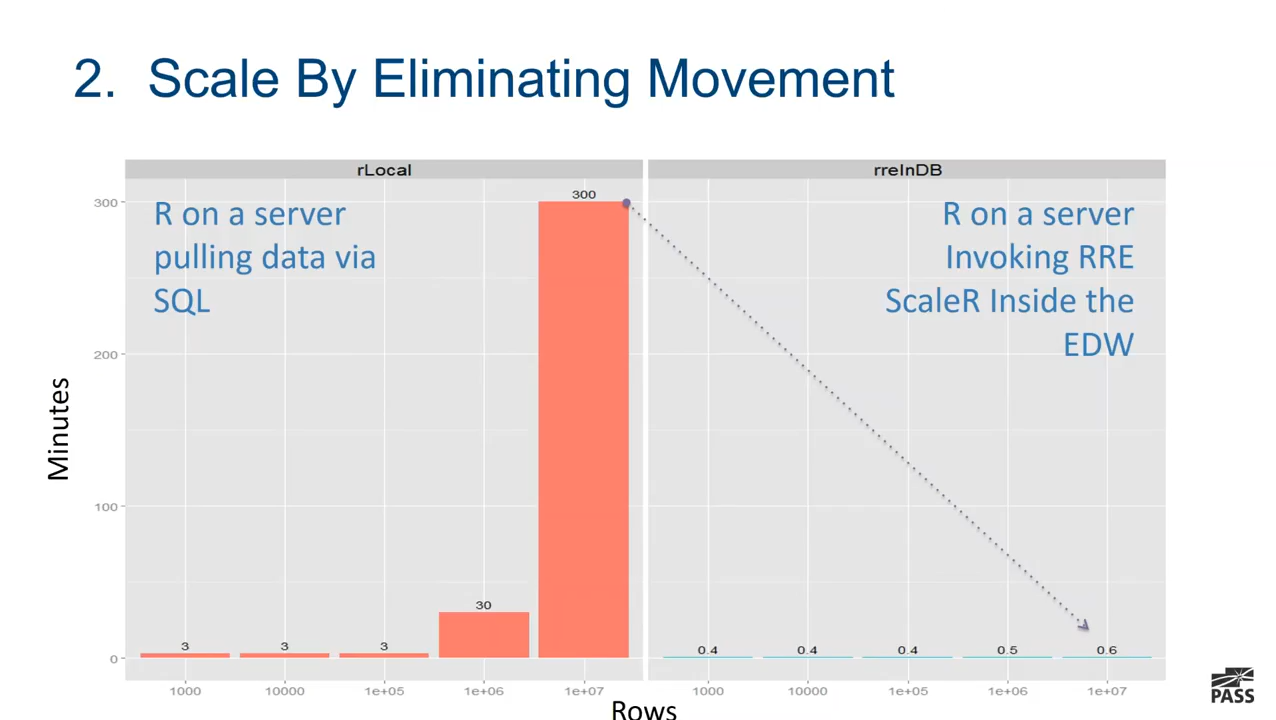 2. Scale By Eliminating Movement
rLocal
rreInDB
R on a server
pulling data via
SQL
R on a server
Invoking RRE
ScaleR Inside the
EDW
Minutes
300
200
100
0
3
3
3
30
300
0.4
0.4
0.4
0.5
0.6
1000
10000
1e+05
1e+06
1e+07
1000
10000
1e+05
1e+06
1e+07
Rows
PASS